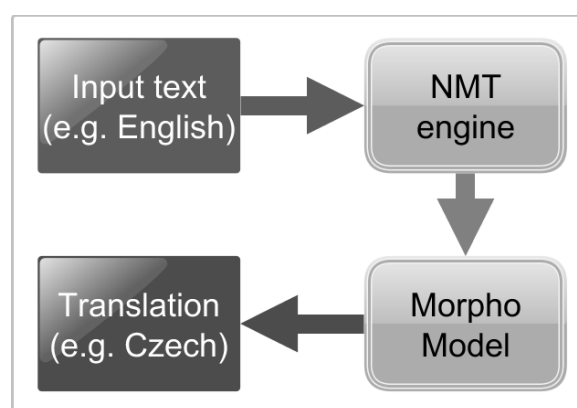 Input text
(e.g. English)
NMT
engine
Morpho
Model
Translation
(e.g. Czech)